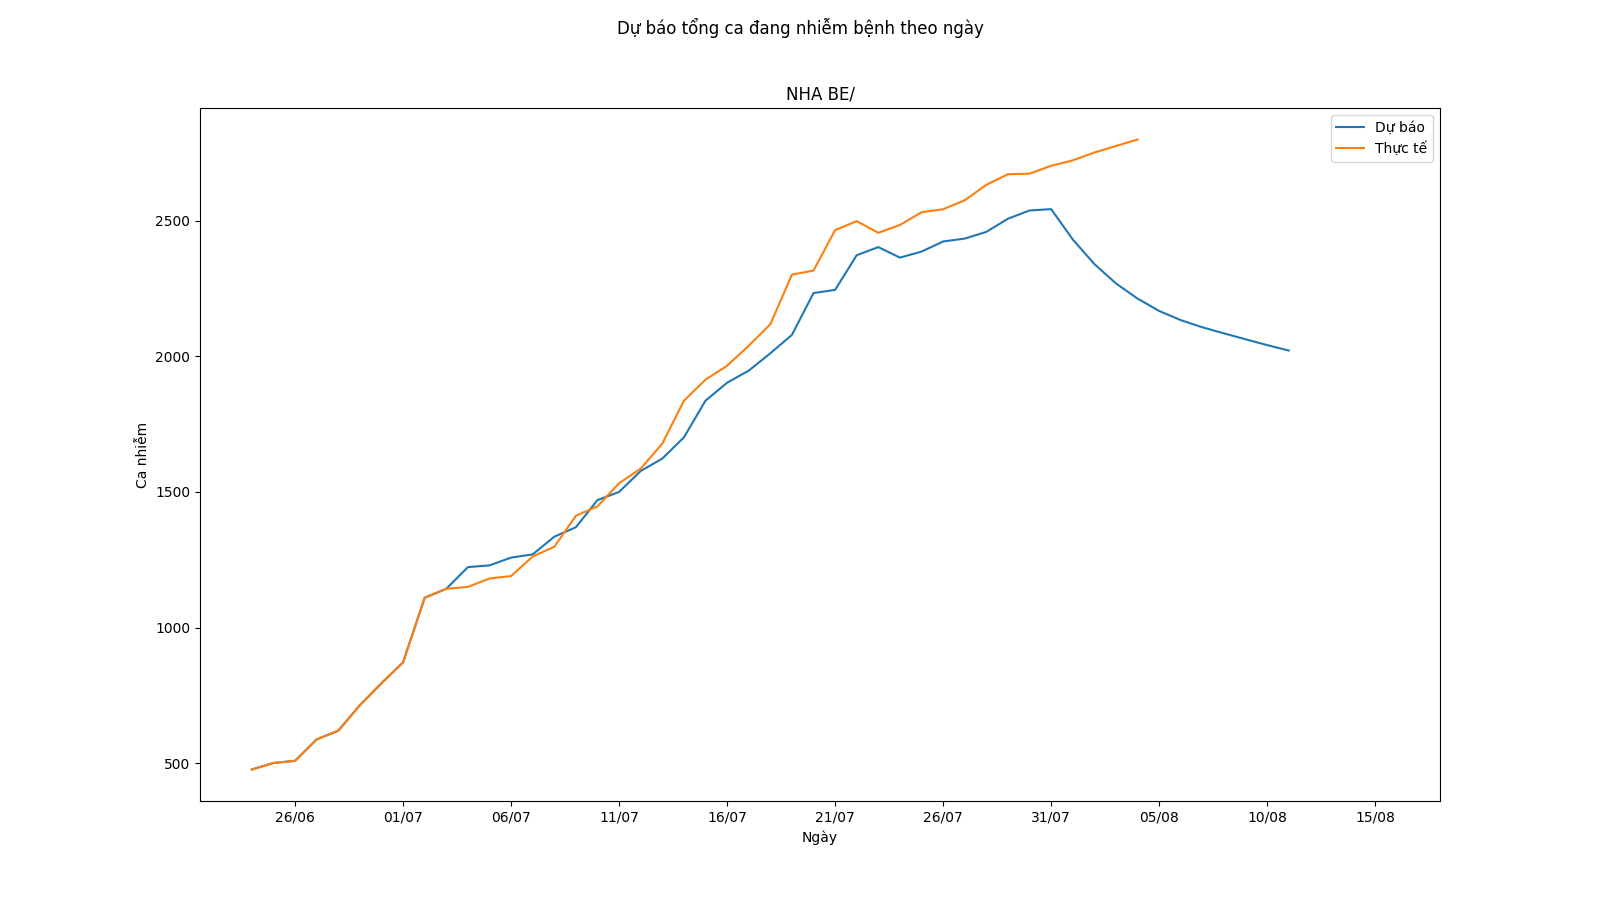 Dự báo tổng ca đang nhiễm bệnh theo ngày
NHA BE/
Dự báo
Thực tế
2500
2000
1500
1000
500
Ca nhiễm
26/06 01/07 06/07 11/07 16/07 21/07 26/07 31/07 05/08 10/08 15/08
Ngày